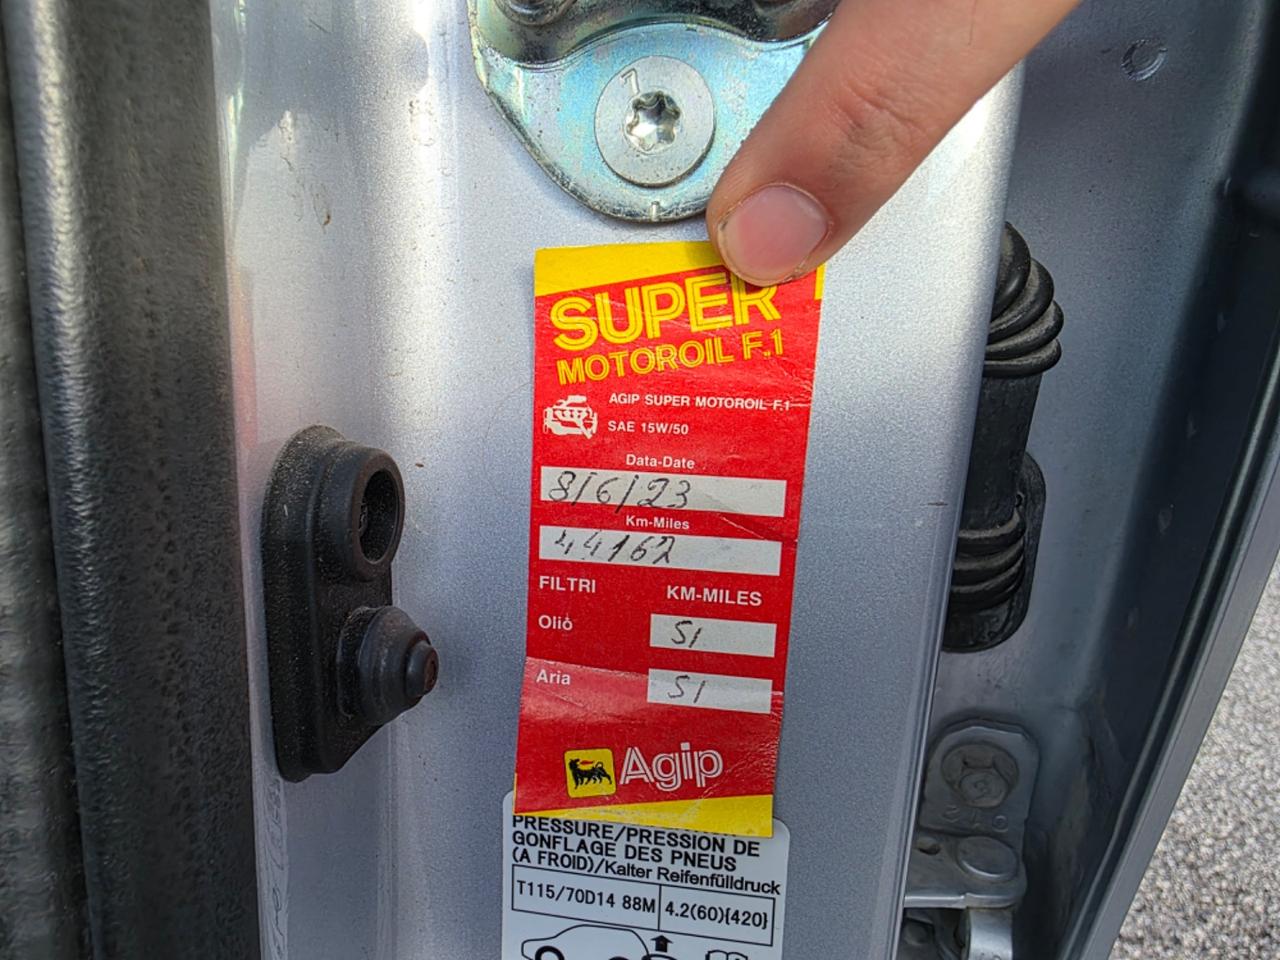 7
SUPER
MOTOROIL F.1
AGIP SUPER MOTOROIL F.1
SAE 15W/50
Data-Date
8/6/23
Km-Miles
44162
FILTRI KM-MILES
Olio SI
Aria SI
Agip
PRESSURE/PRESSION DE
GONFLAGE DES PNEUS
(A FROID)/Kalter Reifenfülldruck
T115/70D14 88M 4.2(60){420}